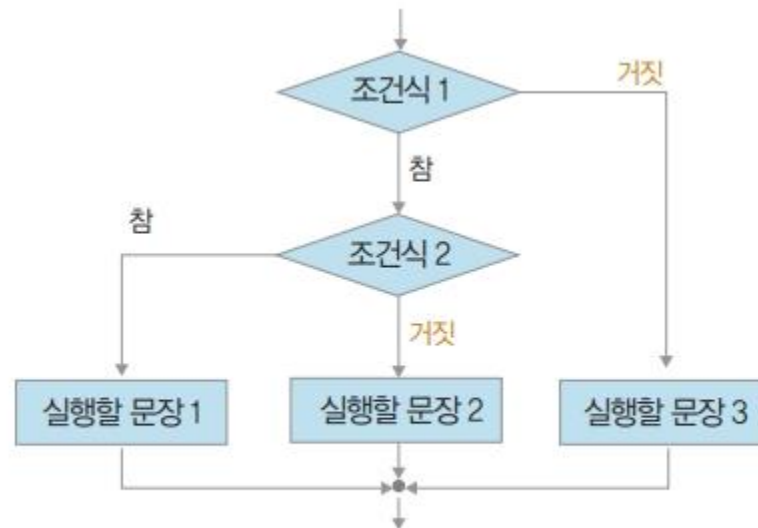 조건식 1
거짓
참
참
조건식 2
거짓
실행할 문장 1
실행할 문장 2
실행할 문장 3